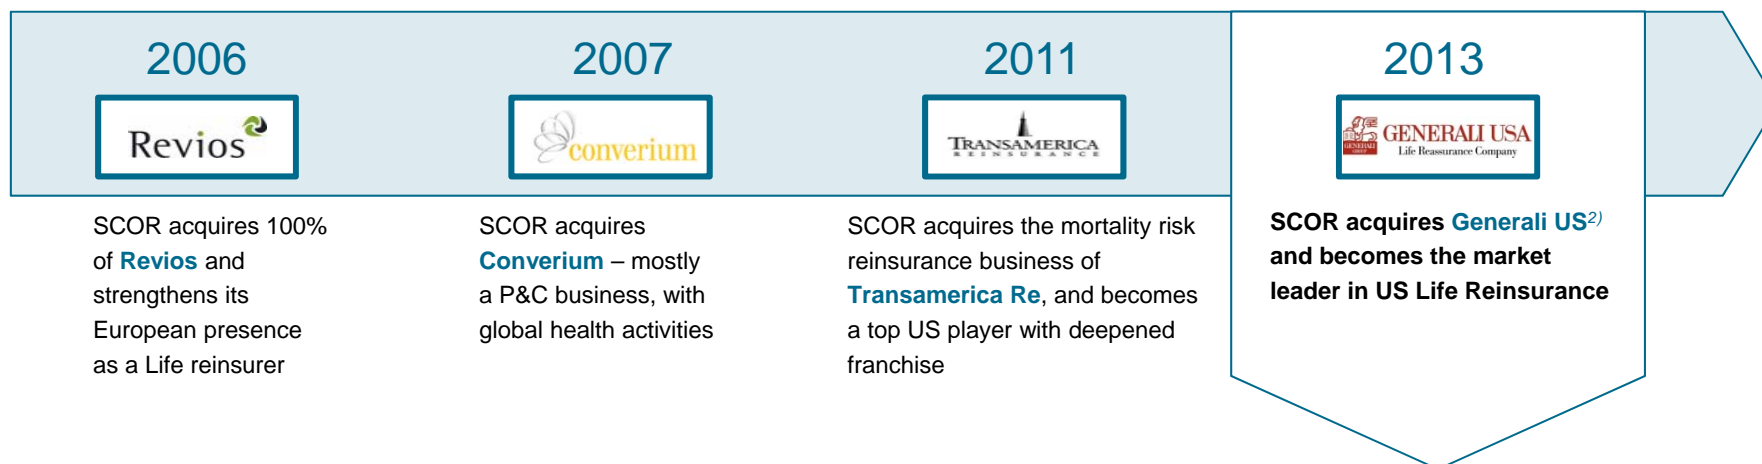 2006
Revios
SCOR acquires 100%
of Revios and
strengthens its
European presence
as a Life reinsurer
2007
converium
SCOR acquires
Converium – mostly
a P&C business, with
global health activities
2011
TRANSAMERICA
REINSURANCE
SCOR acquires the mortality risk
reinsurance business of
Transamerica Re, and becomes
a top US player with deepened
franchise
2013
GENERALI GROUP
GENERALI USA
Life Reassurance Company
SCOR acquires Generali US2)
and becomes the market
leader in US Life Reinsurance